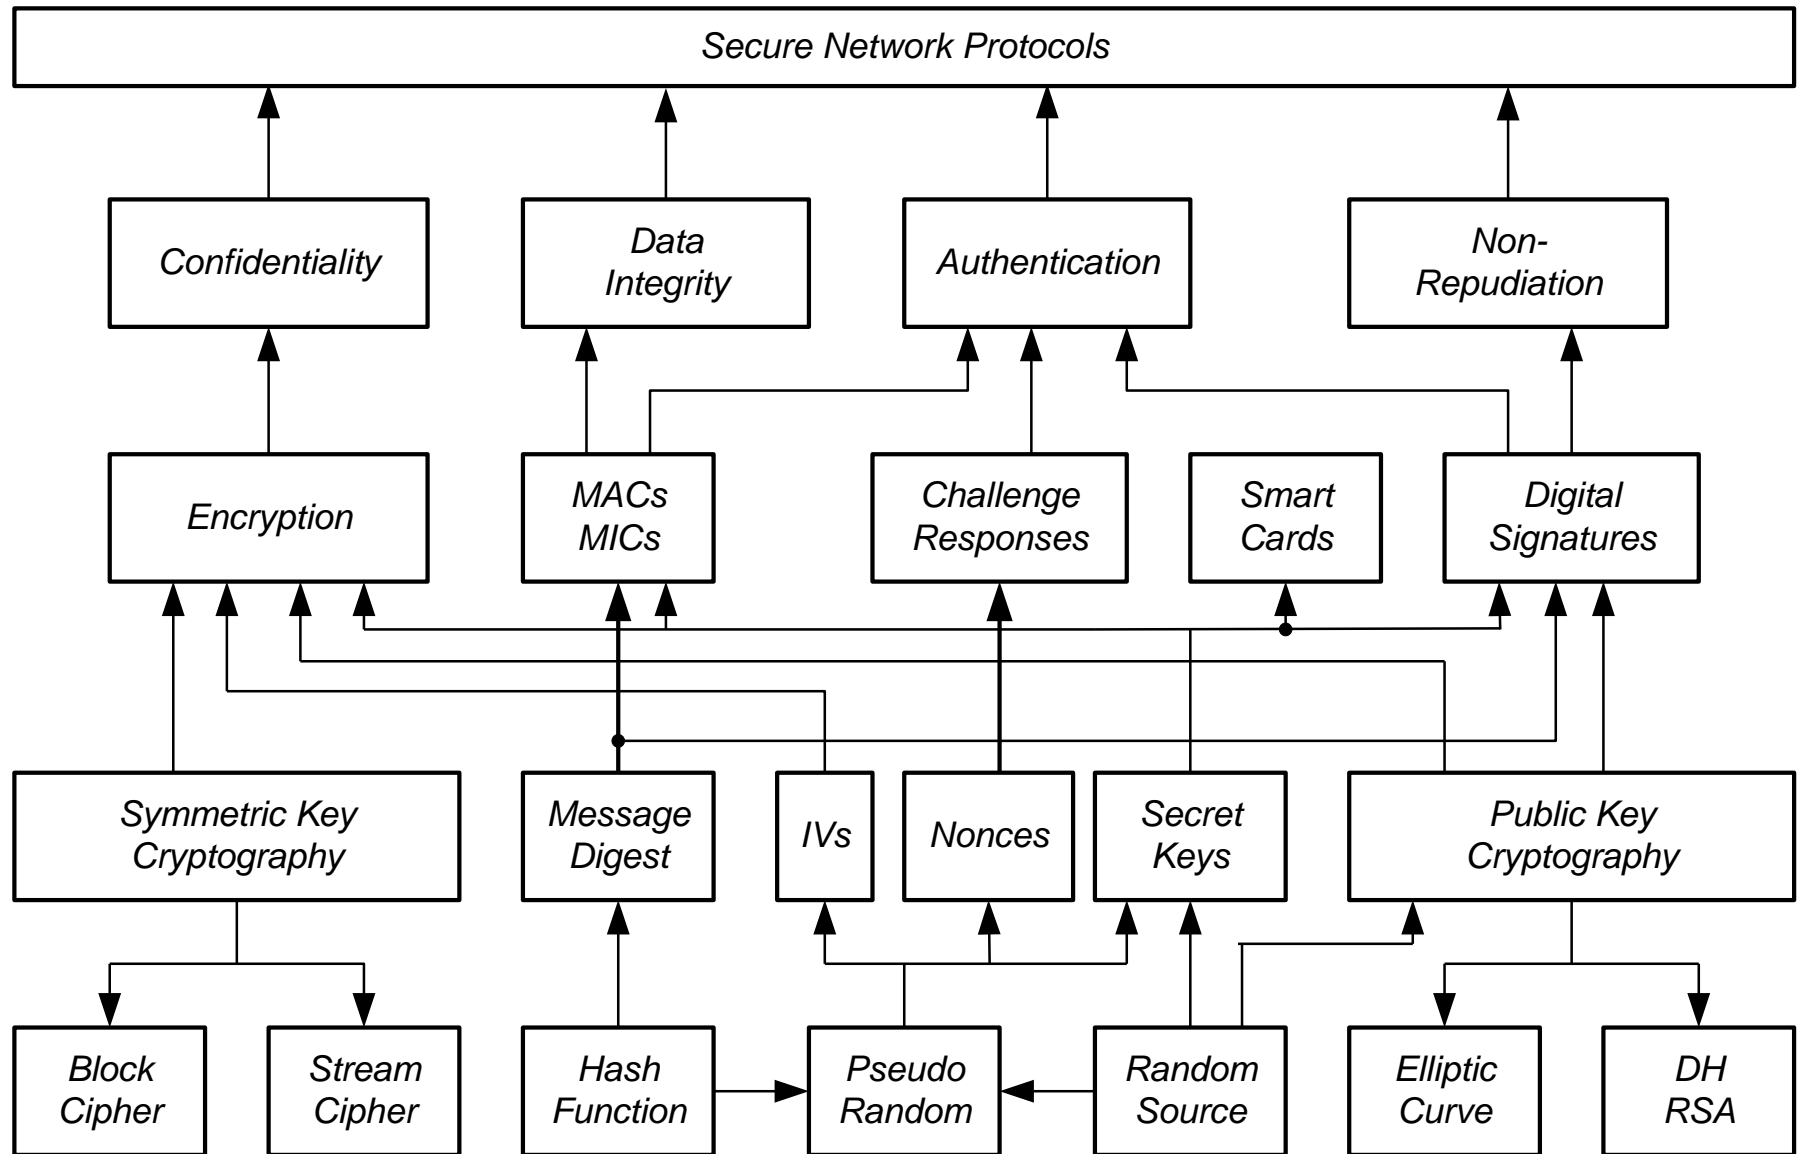 Secure Network Protocols
Confidentiality
Data
Integrity
Authentication
Non-
Repudiation
Encryption
MACs
MICs
Challenge
Responses
Smart
Cards
Digital
Signatures
Symmetric Key
Cryptography
Message
Digest
IVs
Nonces
Secret
Keys
Public Key
Cryptography
Block
Cipher
Stream
Cipher
Hash
Function
Pseudo
Random
Random
Source
Elliptic
Curve
DH
RSA